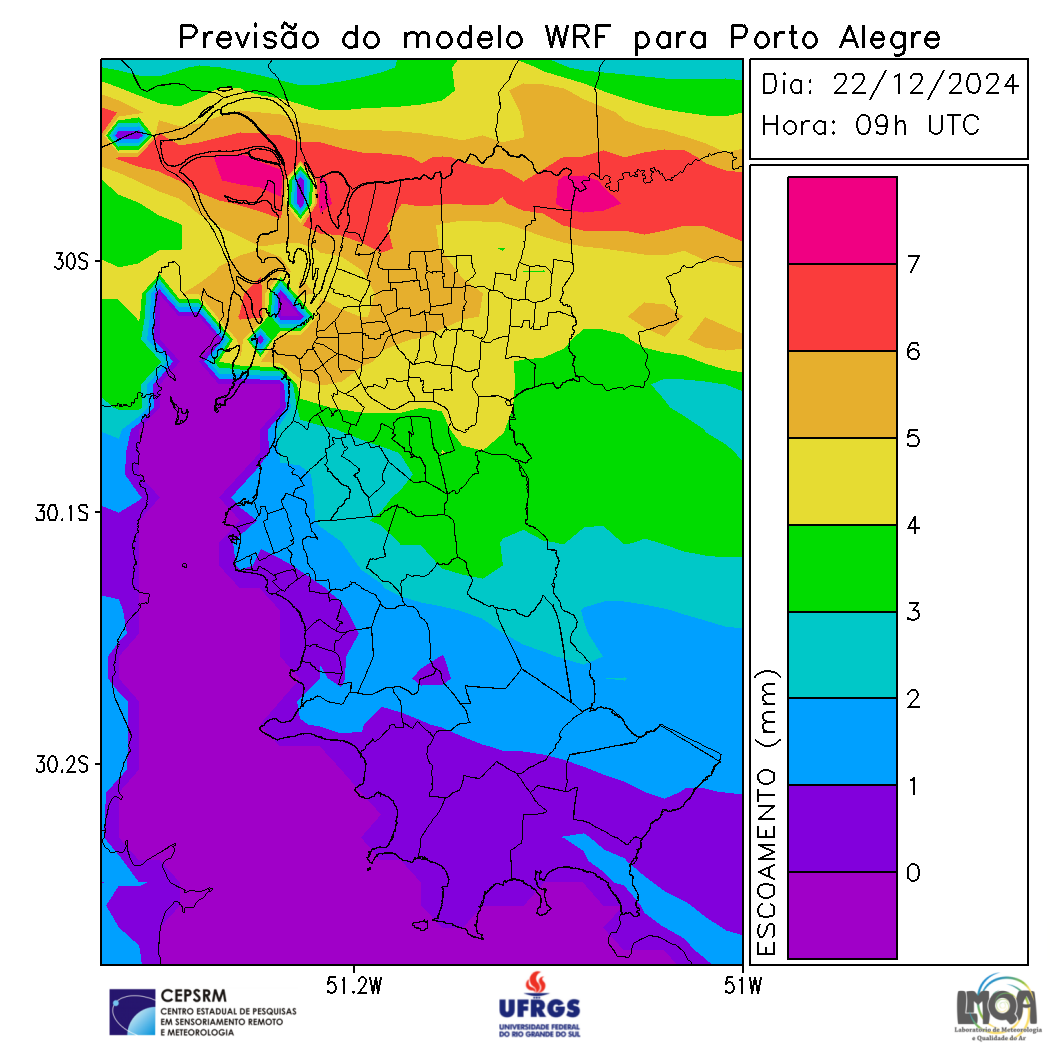 Previsão do modelo WRF para Porto Alegre
Dia: 22/12/2024
Hora: 09h UTC
30S
30.1S
30.2S
51.2W
51W
7
6
5
4
3
2
1
0
ESCOAMENTO (mm)
CEPSRM
CENTRO ESTADUAL DE PESQUISAS
EM SENSORIAMENTO REMOTO
E METEOROLOGIA
UFRGS
UNIVERSIDADE FEDERAL
DO RIO GRANDE DO SUL
LMQA
Laboratório de Meteorologia
e Qualidade do Ar